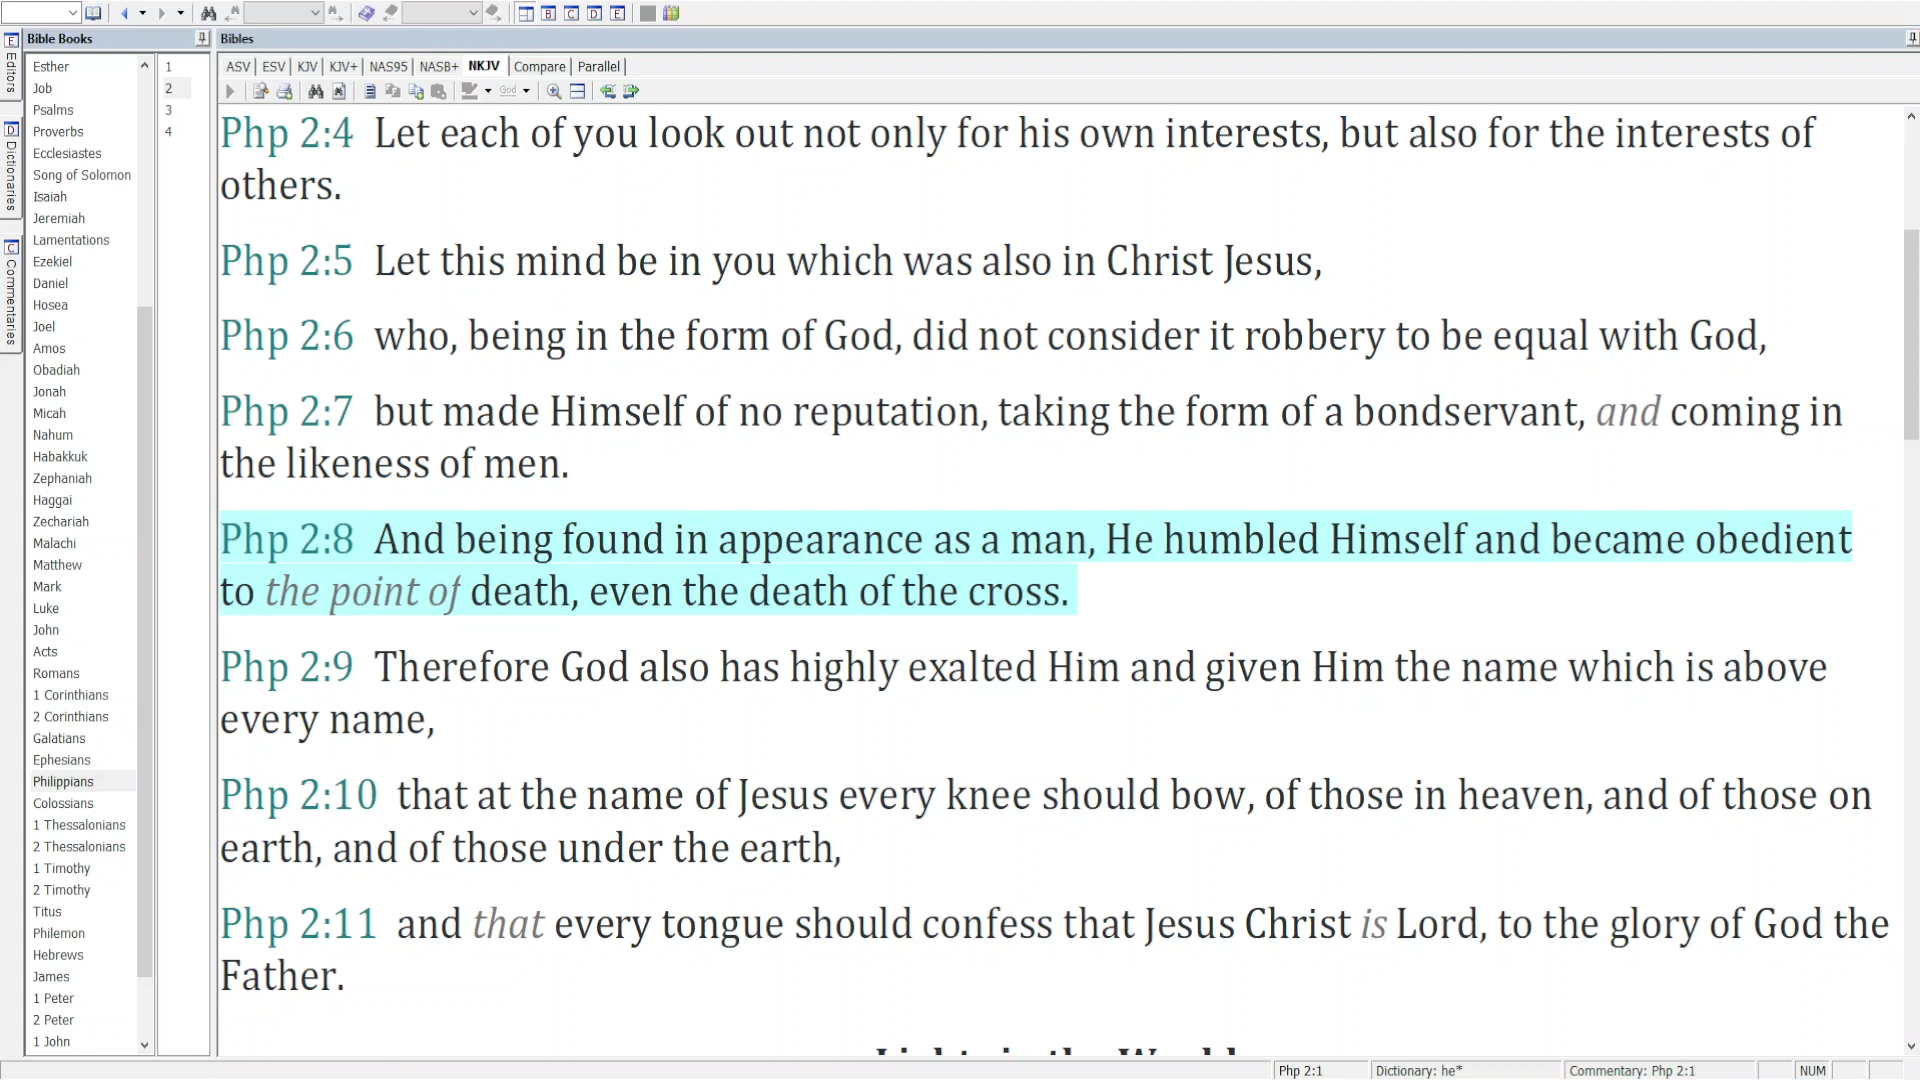 Bible Books
Bibles
Editors
Dictionaries
Commentaries
Esther
Job
Psalms
Proverbs
Ecclesiastes
Song of Solomon
Isaiah
Jeremiah
Lamentations
Ezekiel
Daniel
Hosea
Joel
Amos
Obadiah
Jonah
Micah
Nahum
Habakkuk
Zephaniah
Haggai
Zechariah
Malachi
Matthew
Mark
Luke
John
Acts
Romans
1 Corinthians
2 Corinthians
Galatians
Ephesians
Philippians
Colossians
1 Thessalonians
2 Thessalonians
1 Timothy
2 Timothy
Titus
Philemon
Hebrews
James
1 Peter
2 Peter
1 John
1
2
3
4
ASV ESV KJV KJV+ NAS95 NASB+ NKJV Compare Parallel
God
Php 2:4 Let each of you look out not only for his own interests, but also for the interests of
others.
Php 2:5 Let this mind be in you which was also in Christ Jesus,
Php 2:6 who, being in the form of God, did not consider it robbery to be equal with God,
Php 2:7 but made Himself of no reputation, taking the form of a bondservant, and coming in
the likeness of men.
Php 2:8 And being found in appearance as a man, He humbled Himself and became obedient
to the point of death, even the death of the cross.
Php 2:9 Therefore God also has highly exalted Him and given Him the name which is above
every name,
Php 2:10 that at the name of Jesus every knee should bow, of those in heaven, and of those on
earth, and of those under the earth,
Php 2:11 and that every tongue should confess that Jesus Christ is Lord, to the glory of God the
Father.
Php 2:1 Dictionary: he* Commentary: Php 2:1 NUM